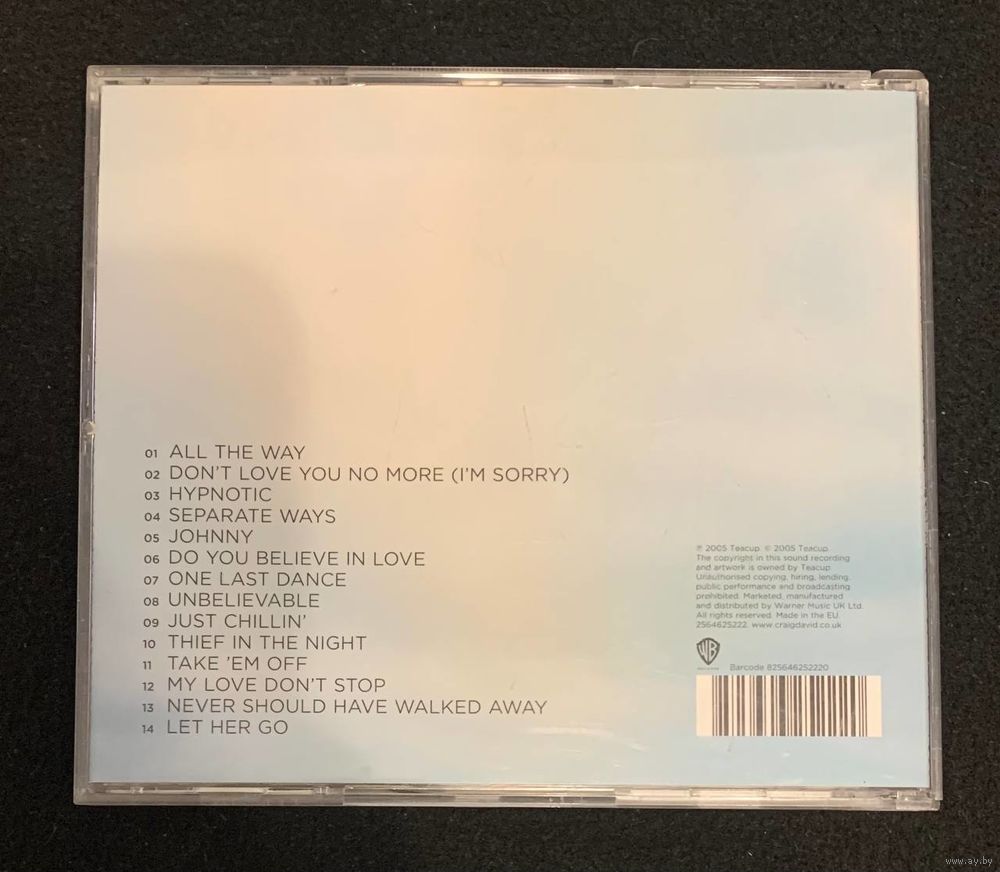 01 ALL THE WAY
02 DON'T LOVE YOU NO MORE (I'M SORRY)
03 HYPNOTIC
04 SEPARATE WAYS
05 JOHNNY
06 DO YOU BELIEVE IN LOVE
07 ONE LAST DANCE
08 UNBELIEVABLE
09 JUST CHILLIN'
10 THIEF IN THE NIGHT
11 TAKE 'EM OFF
12 MY LOVE DON'T STOP
13 NEVER SHOULD HAVE WALKED AWAY
14 LET HER GO
℗ 2005 Teacup. © 2005 Teacup.
The copyright in this sound recording
and artwork is owned by Teacup
Unauthorised copying, hiring, lending,
public performance and broadcasting
prohibited. Marketed, manufactured
and distributed by Warner Music UK Ltd.
All rights reserved. Made in the EU.
2564625222. www.craigdavid.co.uk
WB
Barcode 825646252220
www.ay.by